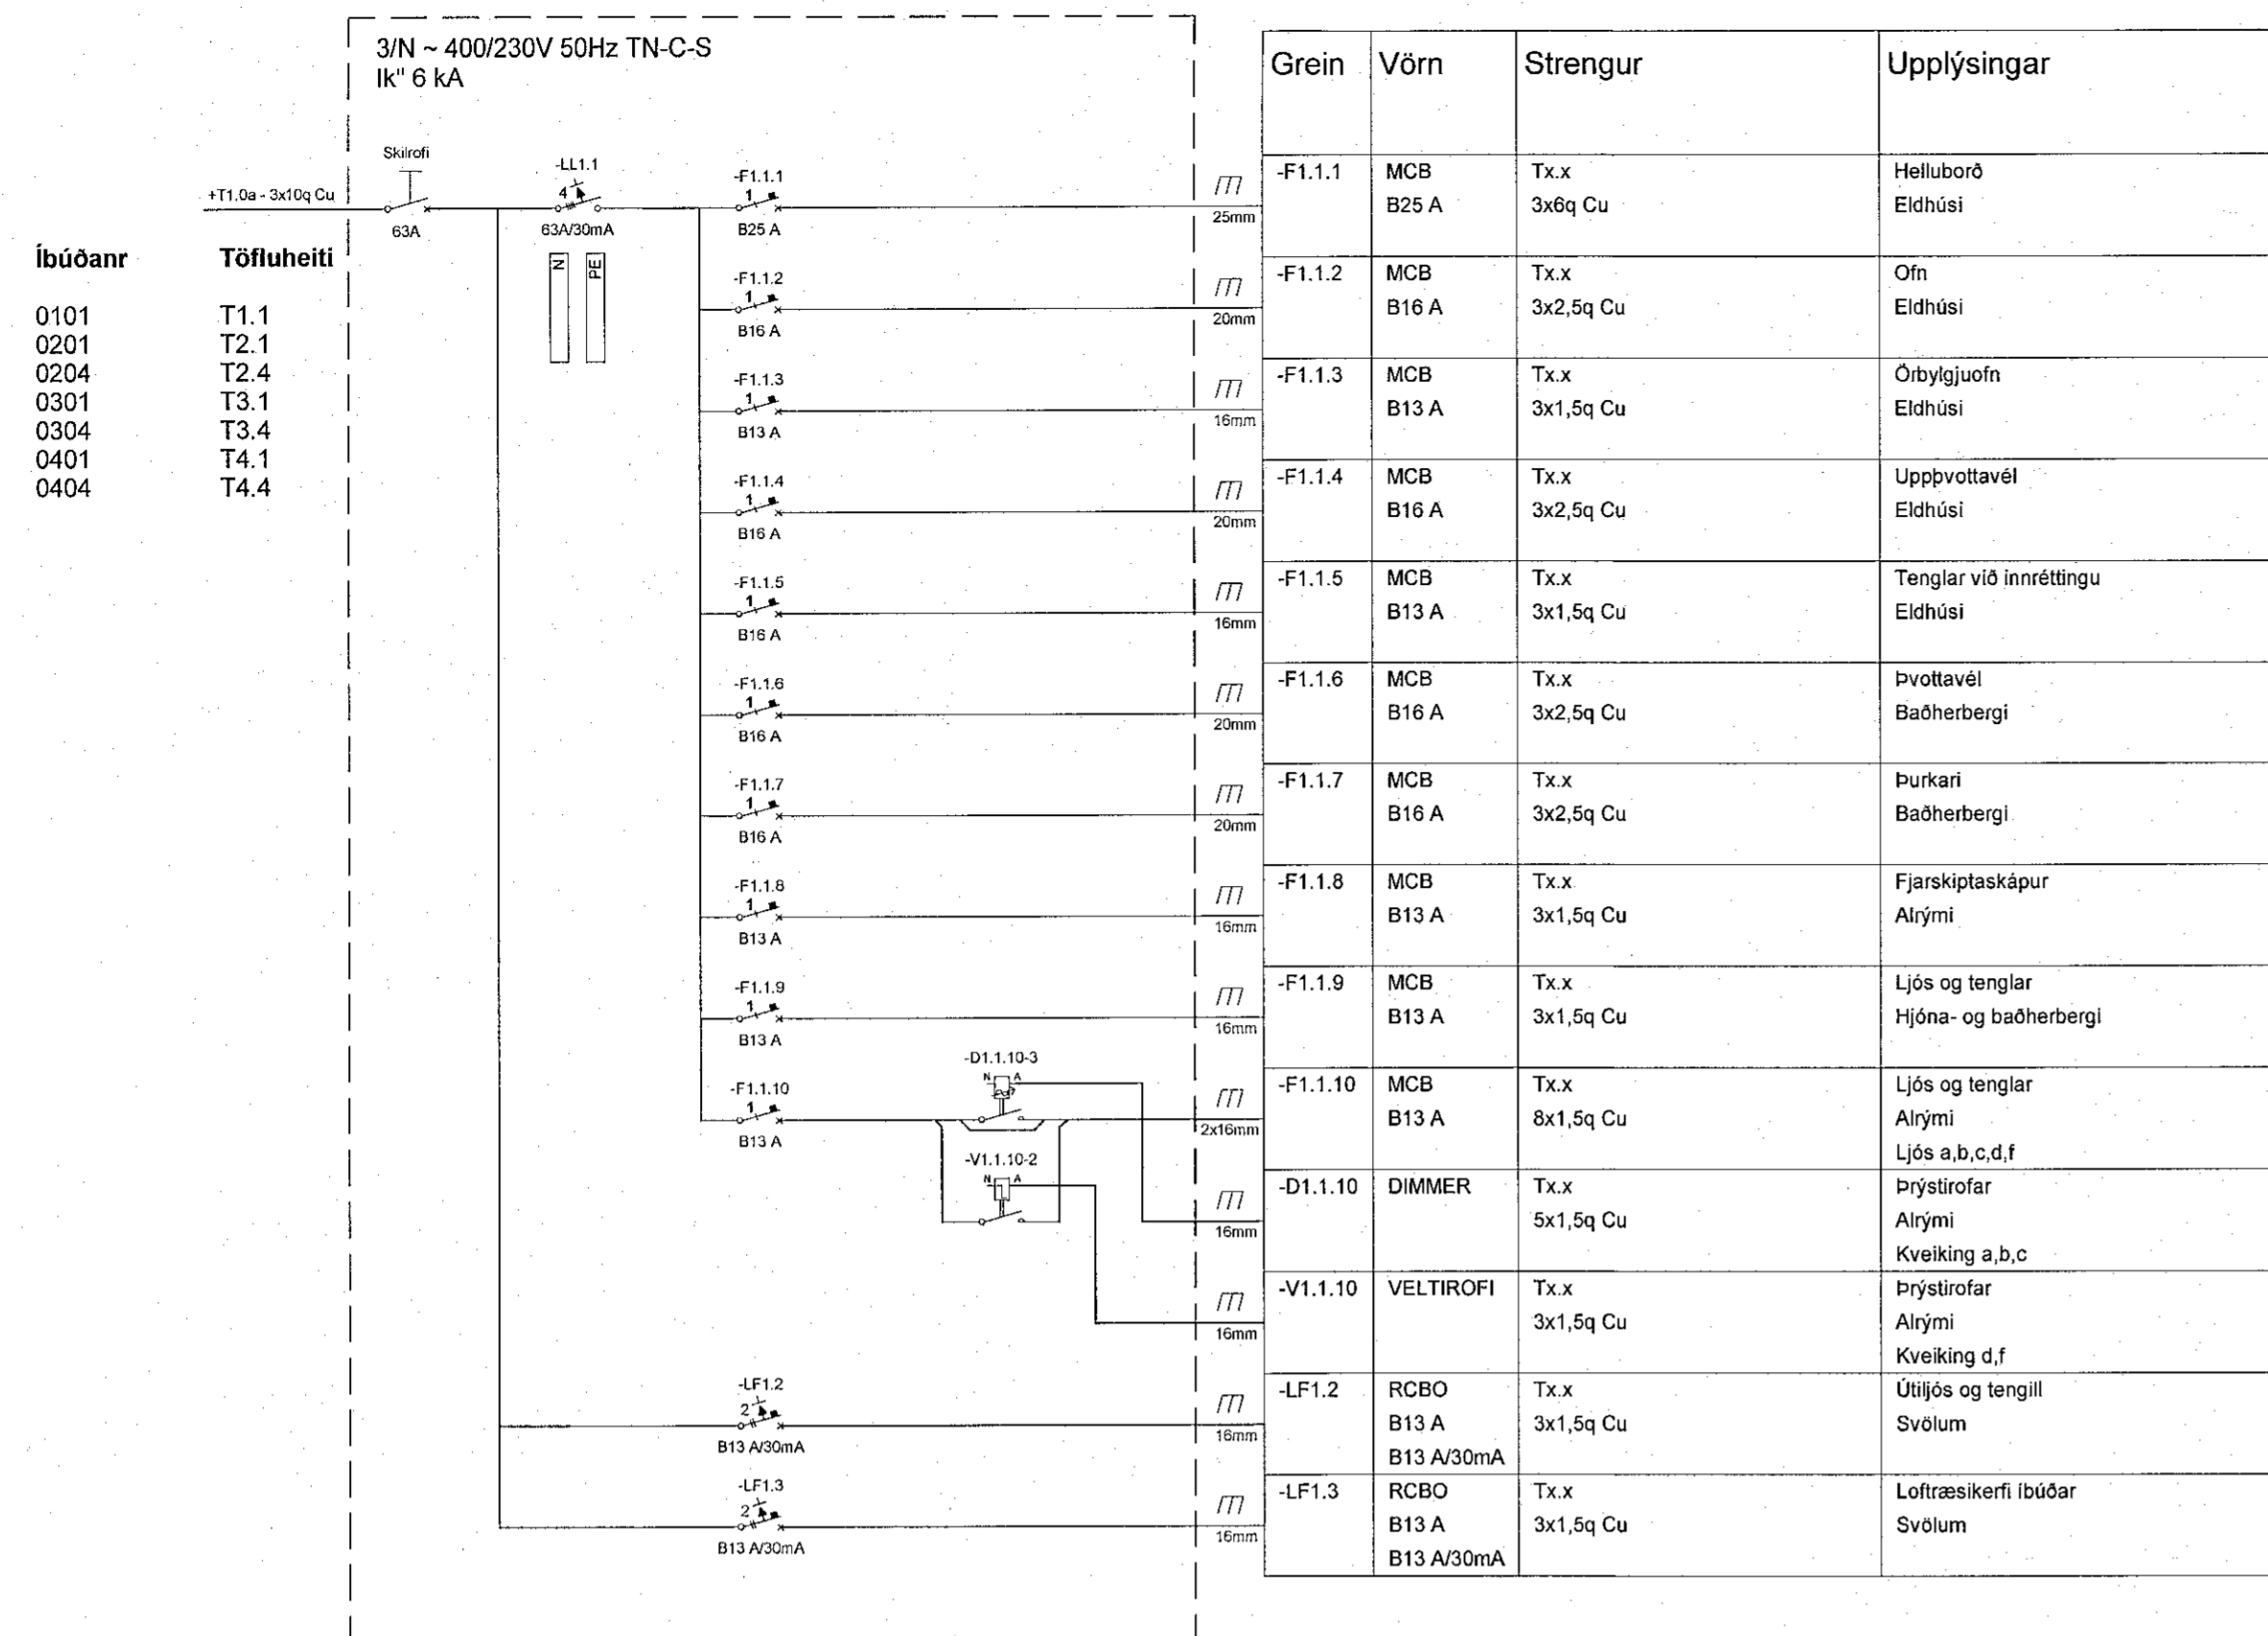 3/N ~ 400/230V 50Hz TN-C-S
Ik" 6 kA
Skilrofi
+T1.0a - 3x10q Cu
63A
-LL1.1
4
63A/30mA
N
PE
Íbúðanr Töfluheiti
0101 T1.1
0201 T2.1
0204 T2.4
0301 T3.1
0304 T3.4
0401 T4.1
0404 T4.4
-F1.1.1
1
B25 A
25mm
-F1.1.2
1
B16 A
20mm
-F1.1.3
1
B13 A
16mm
-F1.1.4
1
B16 A
20mm
-F1.1.5
1
B16 A
16mm
-F1.1.6
1
B16 A
20mm
-F1.1.7
1
B16 A
20mm
-F1.1.8
1
B13 A
16mm
-F1.1.9
1
B13 A
16mm
-F1.1.10
1
B13 A
-D1.1.10-3
N A
2x16mm
-V1.1.10-2
N A
16mm
16mm
-LF1.2
2
B13 A/30mA
16mm
-LF1.3
2
B13 A/30mA
16mm
Grein Vörn Strengur Upplýsingar
-F1.1.1 MCB Tx.x Helluborð
B25 A 3x6q Cu Eldhúsi
-F1.1.2 MCB Tx.x Ofn
B16 A 3x2,5q Cu Eldhúsi
-F1.1.3 MCB Tx.x Örbylgjuofn
B13 A 3x1,5q Cu Eldhúsi
-F1.1.4 MCB Tx.x Uppþvottavél
B16 A 3x2,5q Cu Eldhúsi
-F1.1.5 MCB Tx.x Tenglar við innréttingu
B13 A 3x1,5q Cu Eldhúsi
-F1.1.6 MCB Tx.x Þvottavél
B16 A 3x2,5q Cu Baðherbergi
-F1.1.7 MCB Tx.x Þurkari
B16 A 3x2,5q Cu Baðherbergi
-F1.1.8 MCB Tx.x Fjarskiptaskápur
B13 A 3x1,5q Cu Alrými
-F1.1.9 MCB Tx.x Ljós og tenglar
B13 A 3x1,5q Cu Hjóna- og baðherbergi
-F1.1.10 MCB Tx.x Ljós og tenglar
B13 A 8x1,5q Cu Alrými
Ljós a,b,c,d,f
-D1.1.10 DIMMER Tx.x Þrýstirofar
5x1,5q Cu Alrými
Kveiking a,b,c
-V1.1.10 VELTIROFI Tx.x Þrýstirofar
3x1,5q Cu Alrými
Kveiking d,f
-LF1.2 RCBO Tx.x Útiljós og tengill
B13 A 3x1,5q Cu Svölum
B13 A/30mA
-LF1.3 RCBO Tx.x Loftræsikerfi íbúðar
B13 A 3x1,5q Cu Svölum
B13 A/30mA